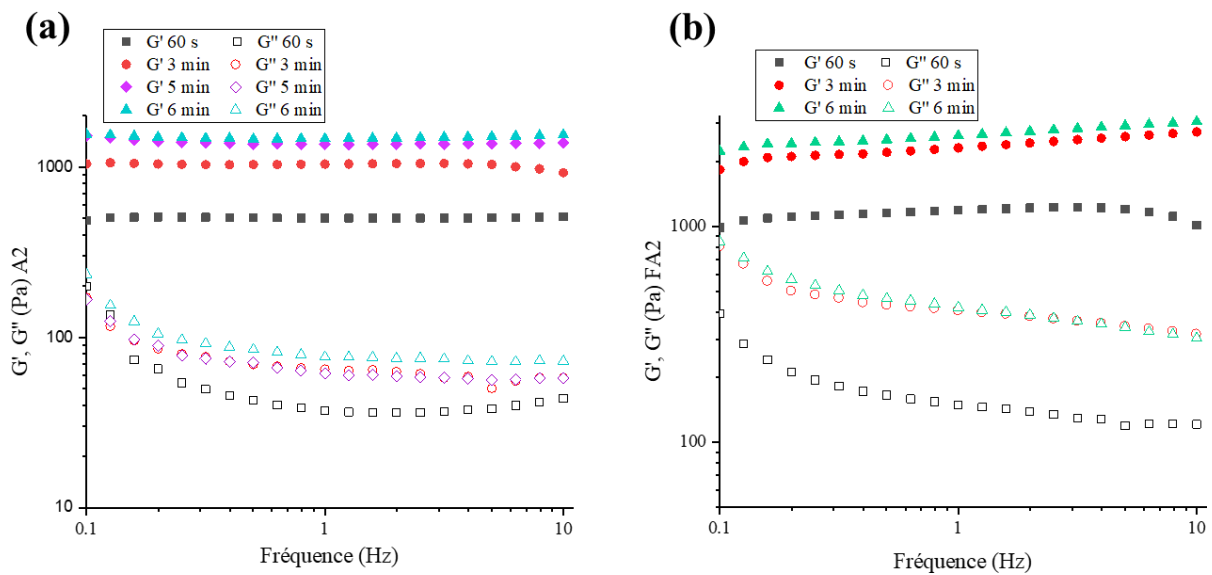 (a)
G' 60 s G'' 60 s
G' 3 min G'' 3 min
G' 5 min G'' 5 min
G' 6 min G'' 6 min
1000
100
10
0.1 1 10
G', G'' (Pa) A2
Fréquence (Hz)
(b)
G' 60 s G'' 60 s
G' 3 min G'' 3 min
G' 6 min G'' 6 min
1000
100
0.1 1 10
G', G'' (Pa) FA2
Fréquence (Hz)